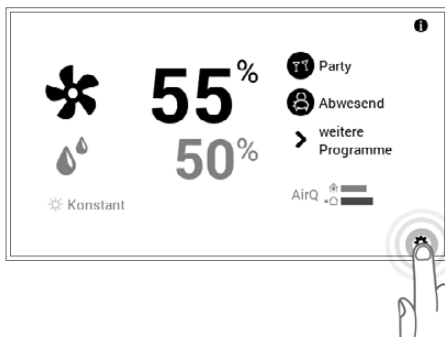 55%
Party
Abwesend
50%
weitere
Programme
Konstant
AirQ